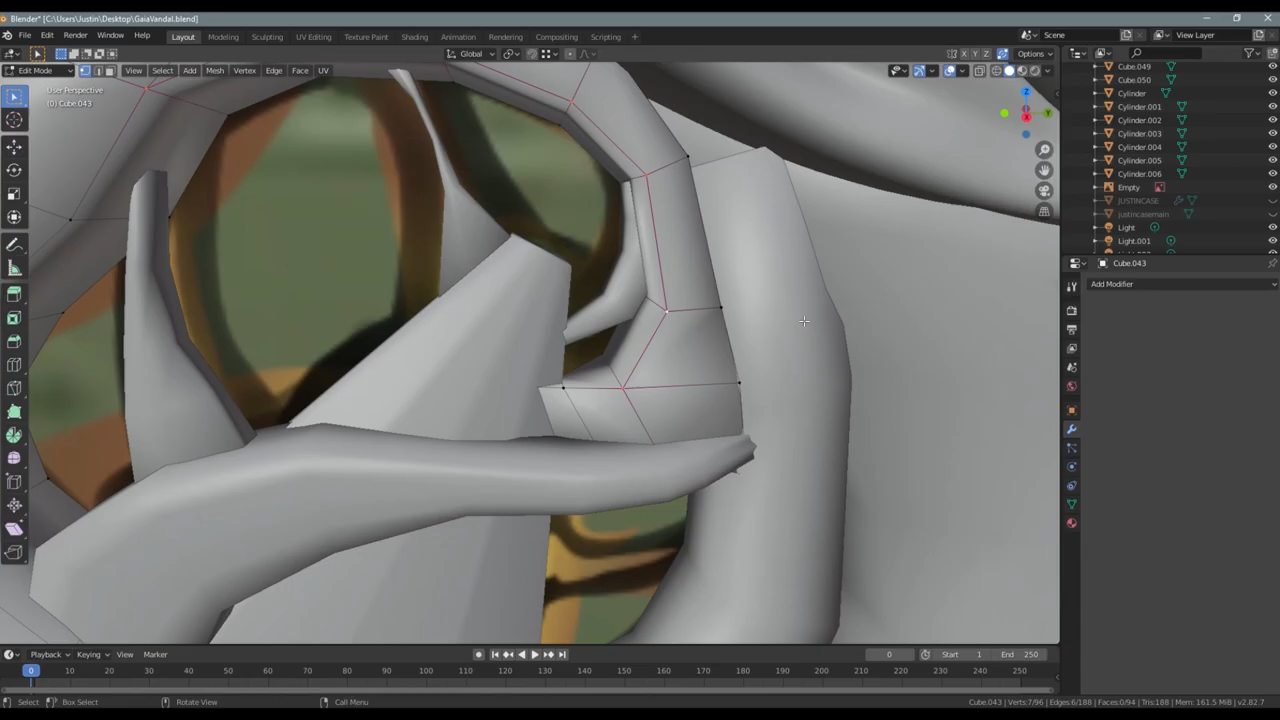 Blender* [C:\Users\Justin\Desktop\GaiaVandal.blend]
File Edit Render Window Help Layout Modeling Sculpting UV Editing Texture Paint Shading Animation Rendering Compositing Scripting + Scene View Layer
Global X Y Z Options
Edit Mode View Select Add Mesh Vertex Edge Face UV
User Perspective
(0) Cube.043
Z
Y
X
Cube.049
Cube.050
Cylinder
Cylinder.001
Cylinder.002
Cylinder.003
Cylinder.004
Cylinder.005
Cylinder.006
Empty
JUSTINCASE
justincasemain
Light
Light.001
Cube.043
Add Modifier
Playback Keying View Marker 0 Start 1 End 250
0 10 20 30 40 50 60 70 80 90 100 110 120 130 140 150 160 170 180 190 200 210 220 230 240 250
Select Box Select Rotate View Call Menu Cube.043 | Verts:7/96 | Edges:6/188 | Faces:0/94 | Tris:188 | Mem: 161.5 MiB | v2.82.7